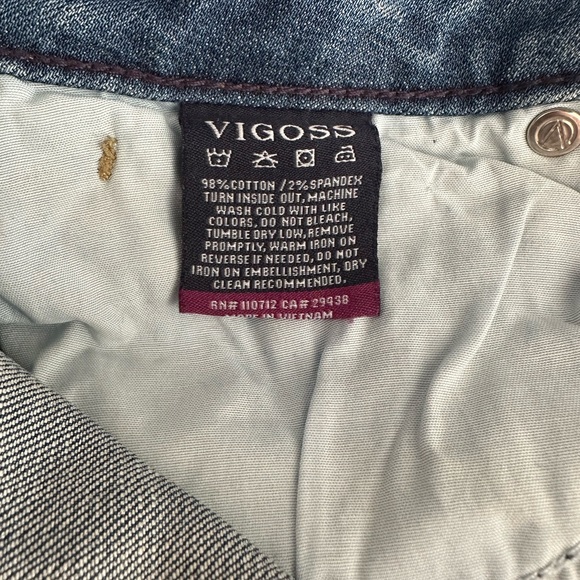 VIGOSS
98% COTTON / 2% SPANDEX
TURN INSIDE OUT, MACHINE
WASH COLD WITH LIKE
COLORS, DO NOT BLEACH,
TUMBLE DRY LOW, REMOVE
PROMPTLY, WARM IRON ON
REVERSE IF NEEDED, DO NOT
IRON ON EMBELLISHMENT, DRY
CLEAN RECOMMENDED.
RN# 110712 CA# 29438
MADE IN VIETNAM